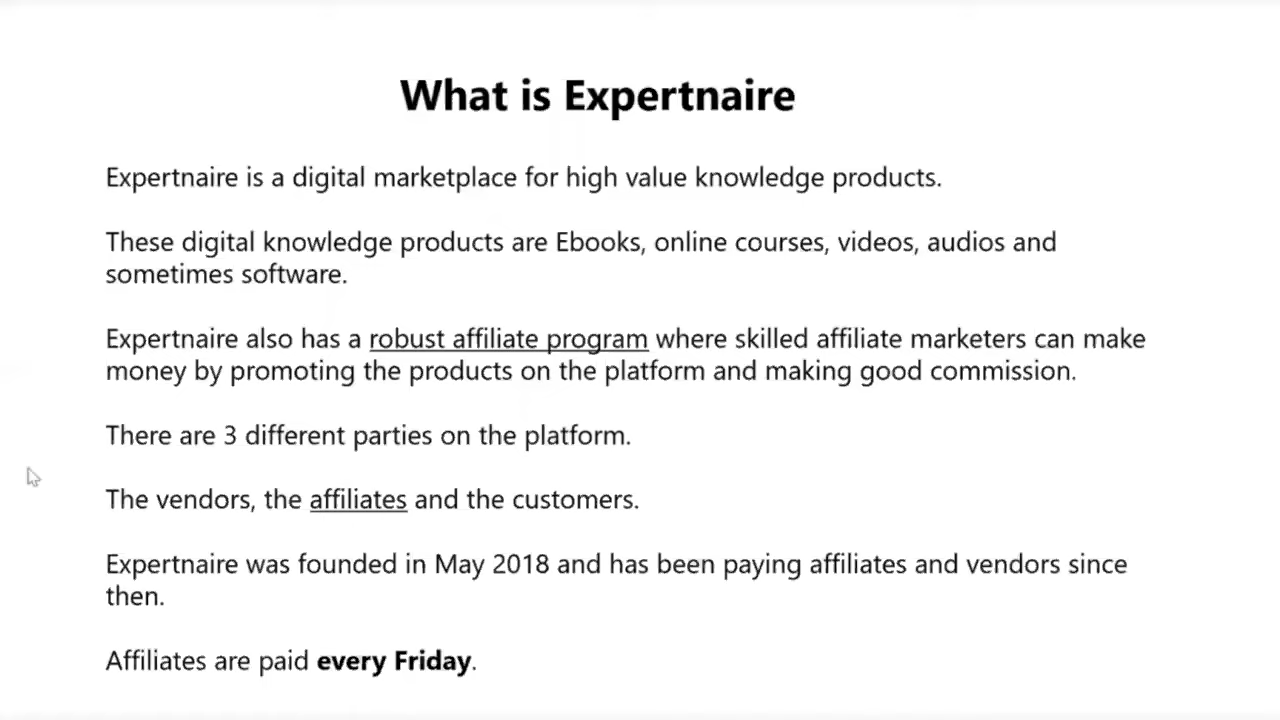 What is Expertnaire
Expertnaire is a digital marketplace for high value knowledge products.
These digital knowledge products are Ebooks, online courses, videos, audios and
sometimes software.
Expertnaire also has a robust affiliate program where skilled affiliate marketers can make
money by promoting the products on the platform and making good commission.
There are 3 different parties on the platform.
The vendors, the affiliates and the customers.
Expertnaire was founded in May 2018 and has been paying affiliates and vendors since
then.
Affiliates are paid every Friday.